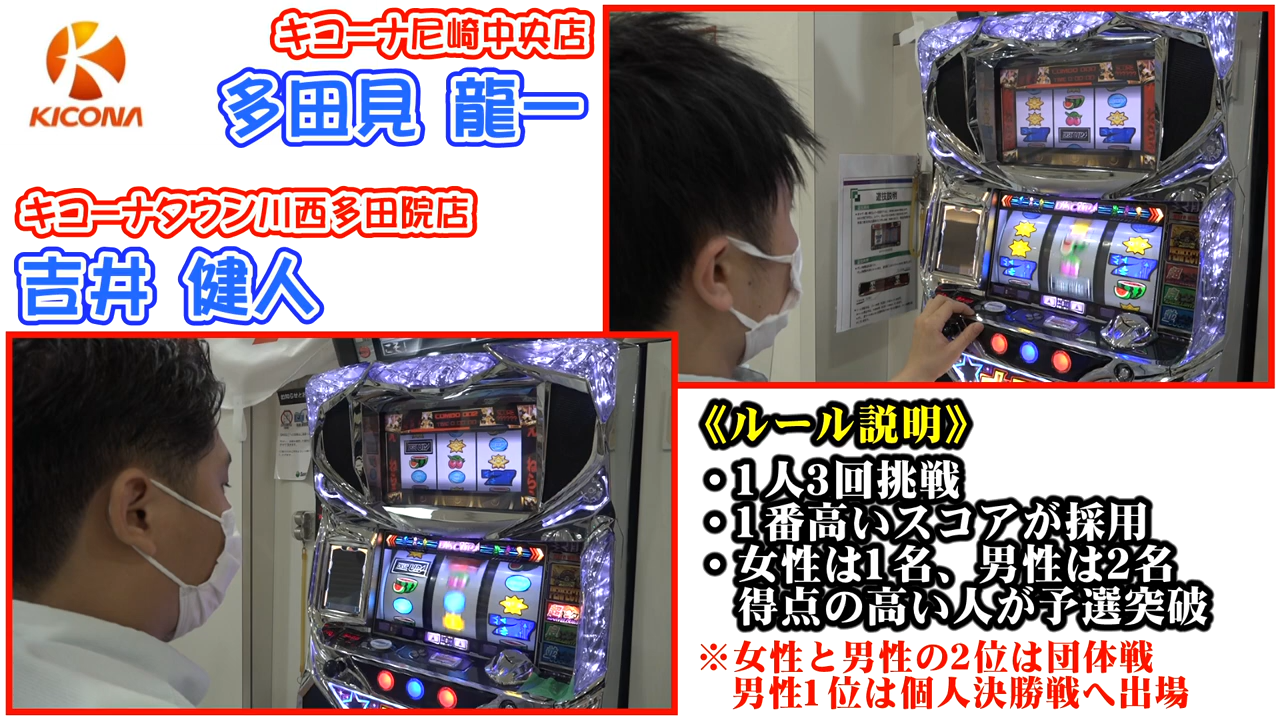 KICONA
キコーナ尼崎中央店
多田見 龍一
キコーナタウン川西多田院店
吉井 健人
遊技説明
《ルール説明》
・1人3回挑戦
・1番高いスコアが採用
・女性は1名、男性は2名
得点の高い人が予選突破
※女性と男性の2位は団体戦
男性1位は個人決勝戦へ出場